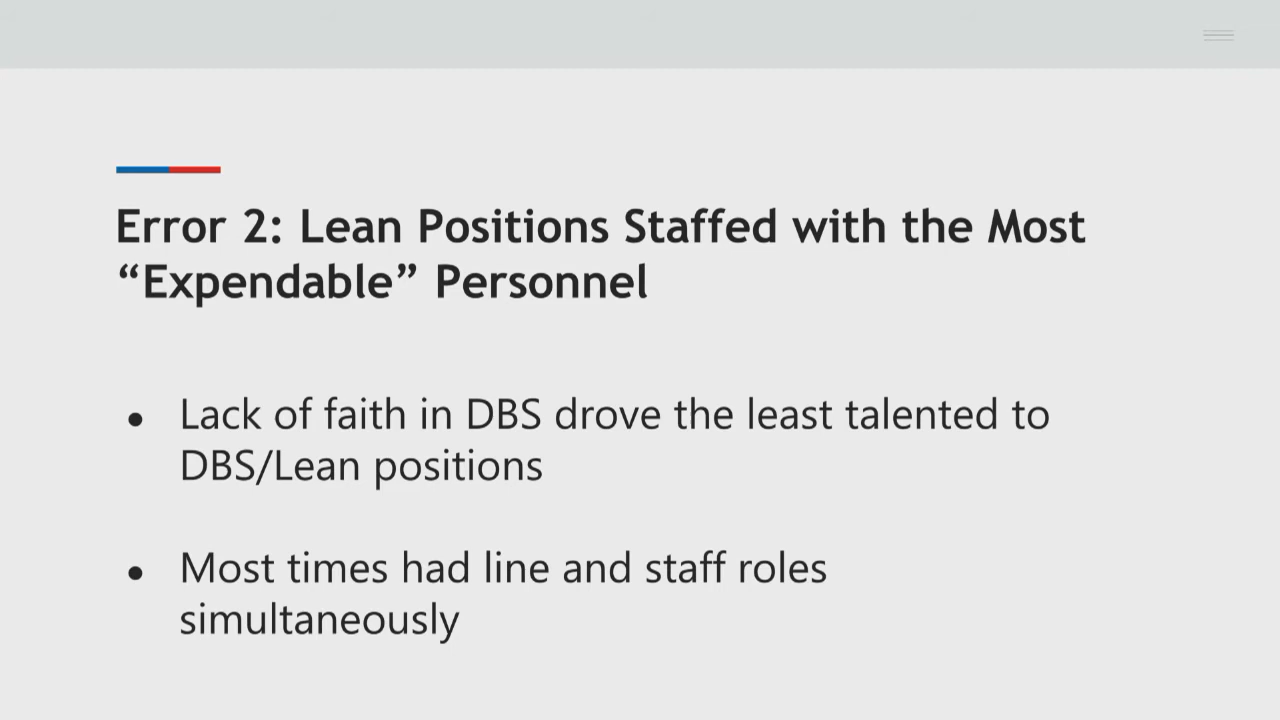 Error 2: Lean Positions Staffed with the Most
“Expendable” Personnel
● Lack of faith in DBS drove the least talented to
DBS/Lean positions
● Most times had line and staff roles
simultaneously